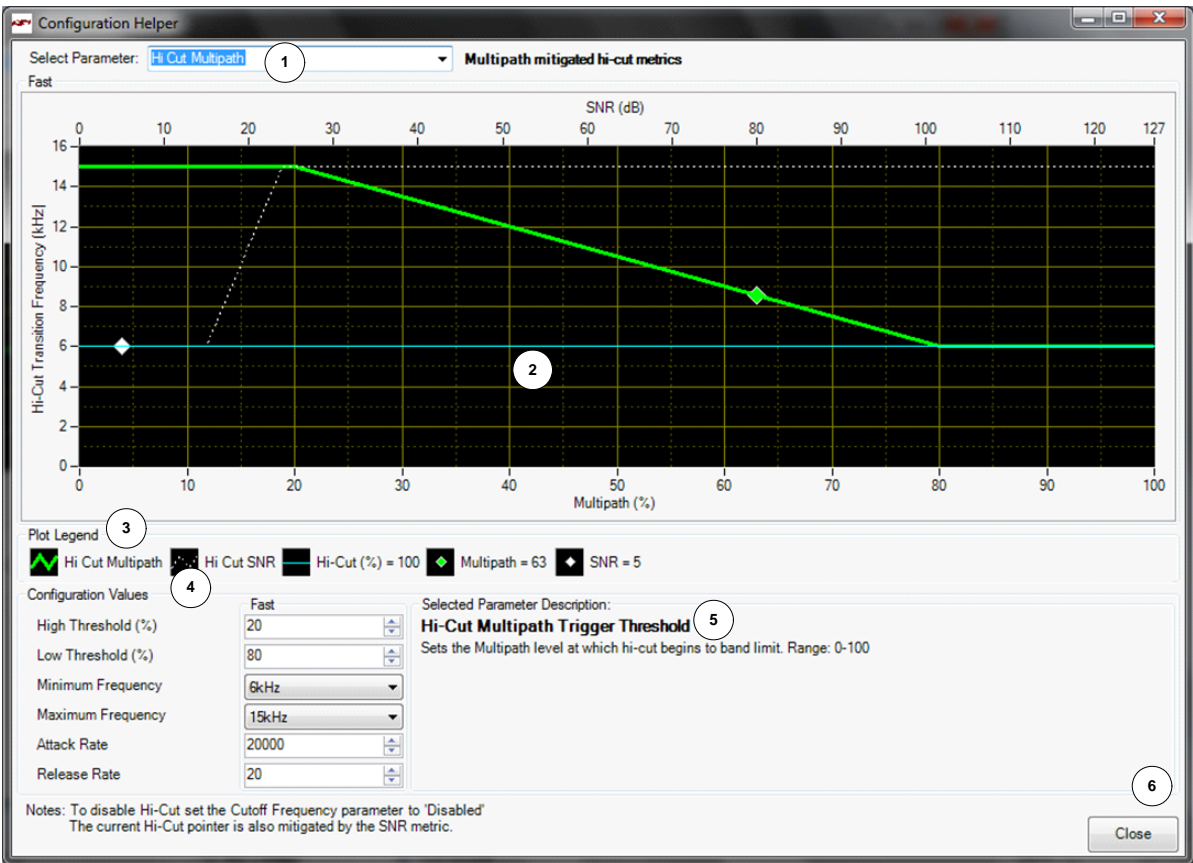 Configuration Helper
Select Parameter: Hi Cut Multipath 1 Multipath mitigated hi-cut metrics
Fast
SNR (dB)
0 10 20 30 40 50 60 70 80 90 100 110 120 127
16
14
12
10
8
6
4
2
0
Hi-Cut Transition Frequency (kHz)
2
0 10 20 30 40 50 60 70 80 90 100
Multipath (%)
Plot Legend 3
Hi Cut Multipath Hi Cut SNR Hi-Cut (%) = 100 Multipath = 63 SNR = 5
4
Configuration Values
Fast
High Threshold (%) 20
Low Threshold (%) 80
Minimum Frequency 6kHz
Maximum Frequency 15kHz
Attack Rate 20000
Release Rate 20
Selected Parameter Description:
Hi-Cut Multipath Trigger Threshold 5
Sets the Multipath level at which hi-cut begins to band limit. Range: 0-100
6
Notes: To disable Hi-Cut set the Cutoff Frequency parameter to 'Disabled'
The current Hi-Cut pointer is also mitigated by the SNR metric.
Close